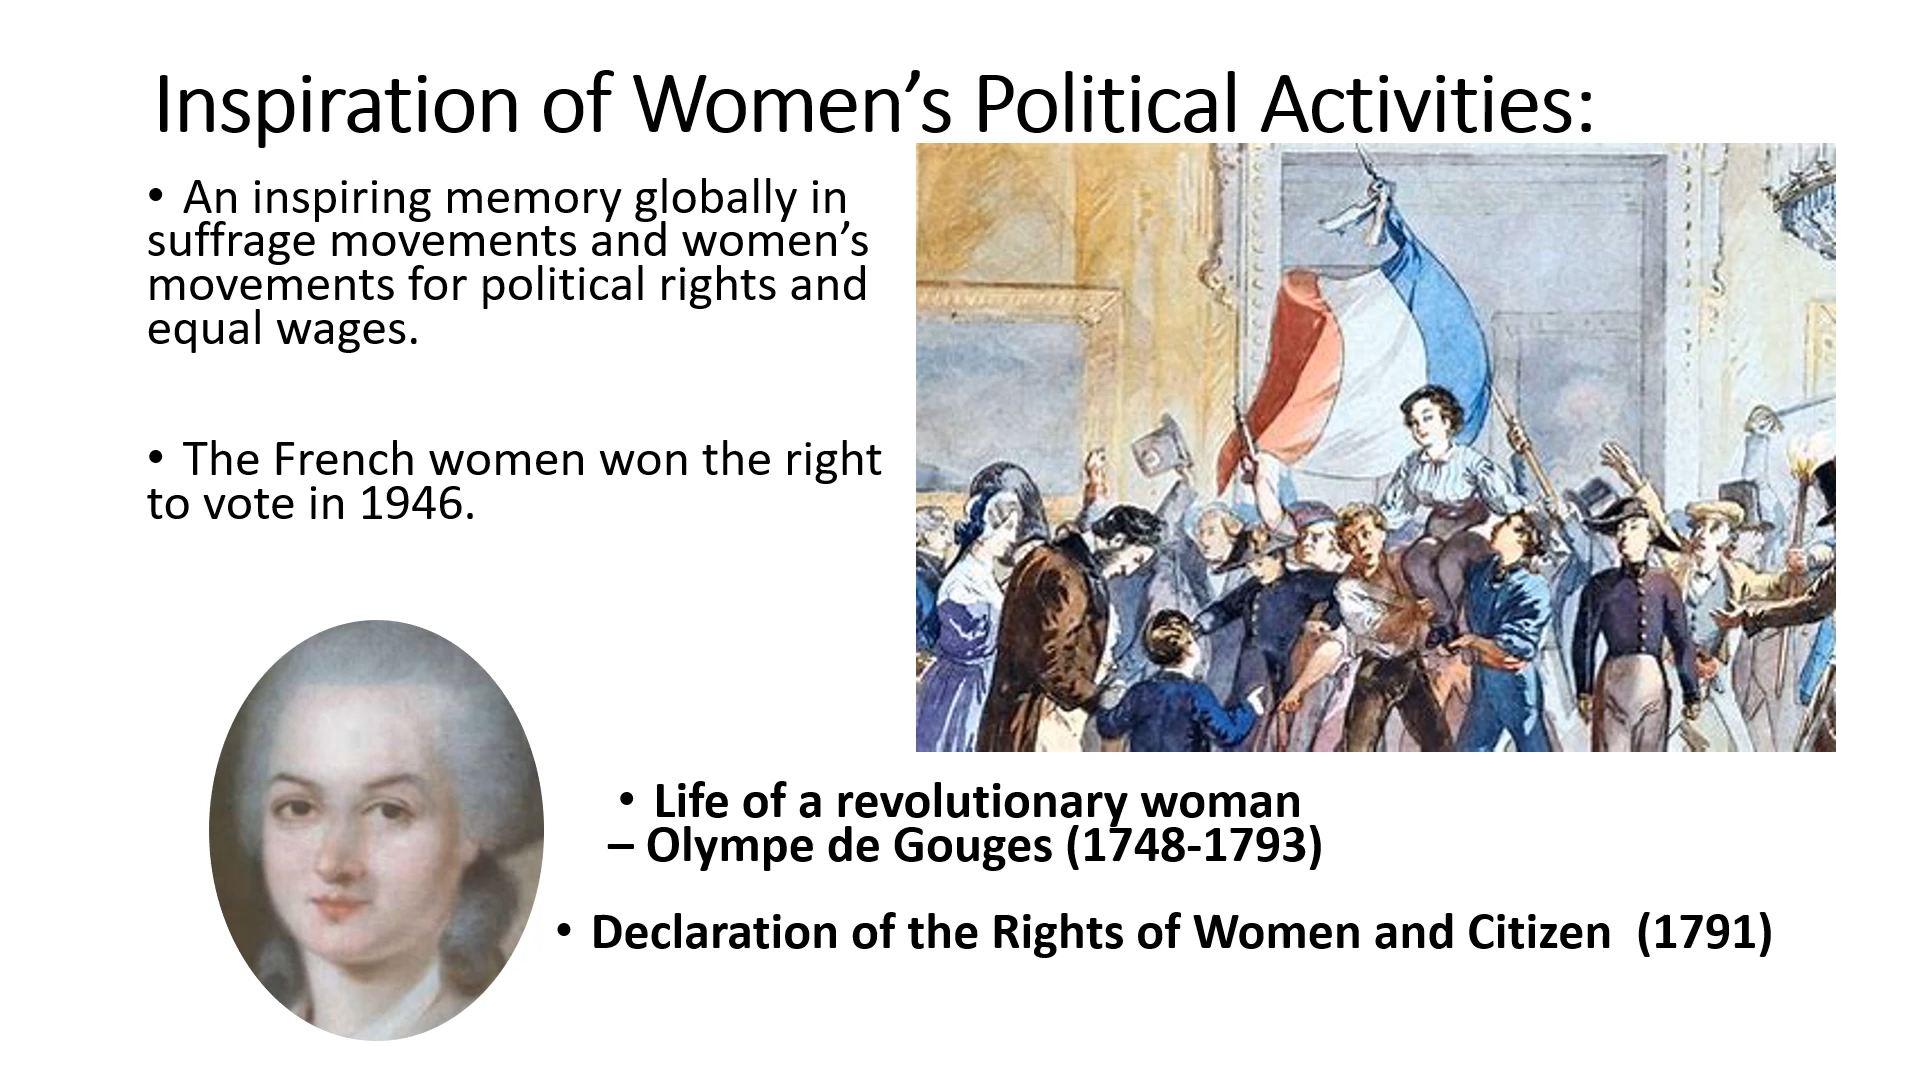 Inspiration of Women’s Political Activities:
• An inspiring memory globally in
suffrage movements and women’s
movements for political rights and
equal wages.
• The French women won the right
to vote in 1946.
• Life of a revolutionary woman
– Olympe de Gouges (1748-1793)
• Declaration of the Rights of Women and Citizen  (1791)